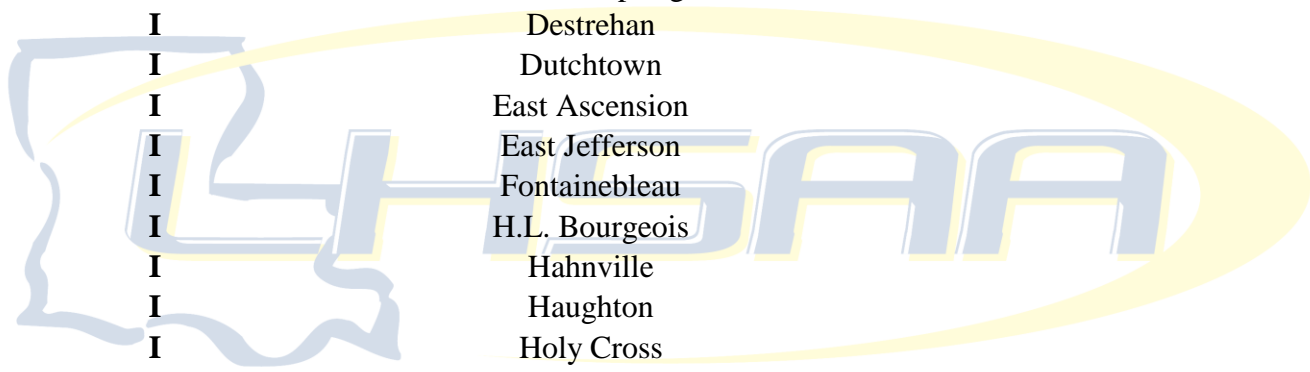 I Destrehan
I Dutchtown
I East Ascension
I East Jefferson
I Fontainebleau
I H.L. Bourgeois
I Hahnville
I Haughton
I Holy Cross
LHSAA